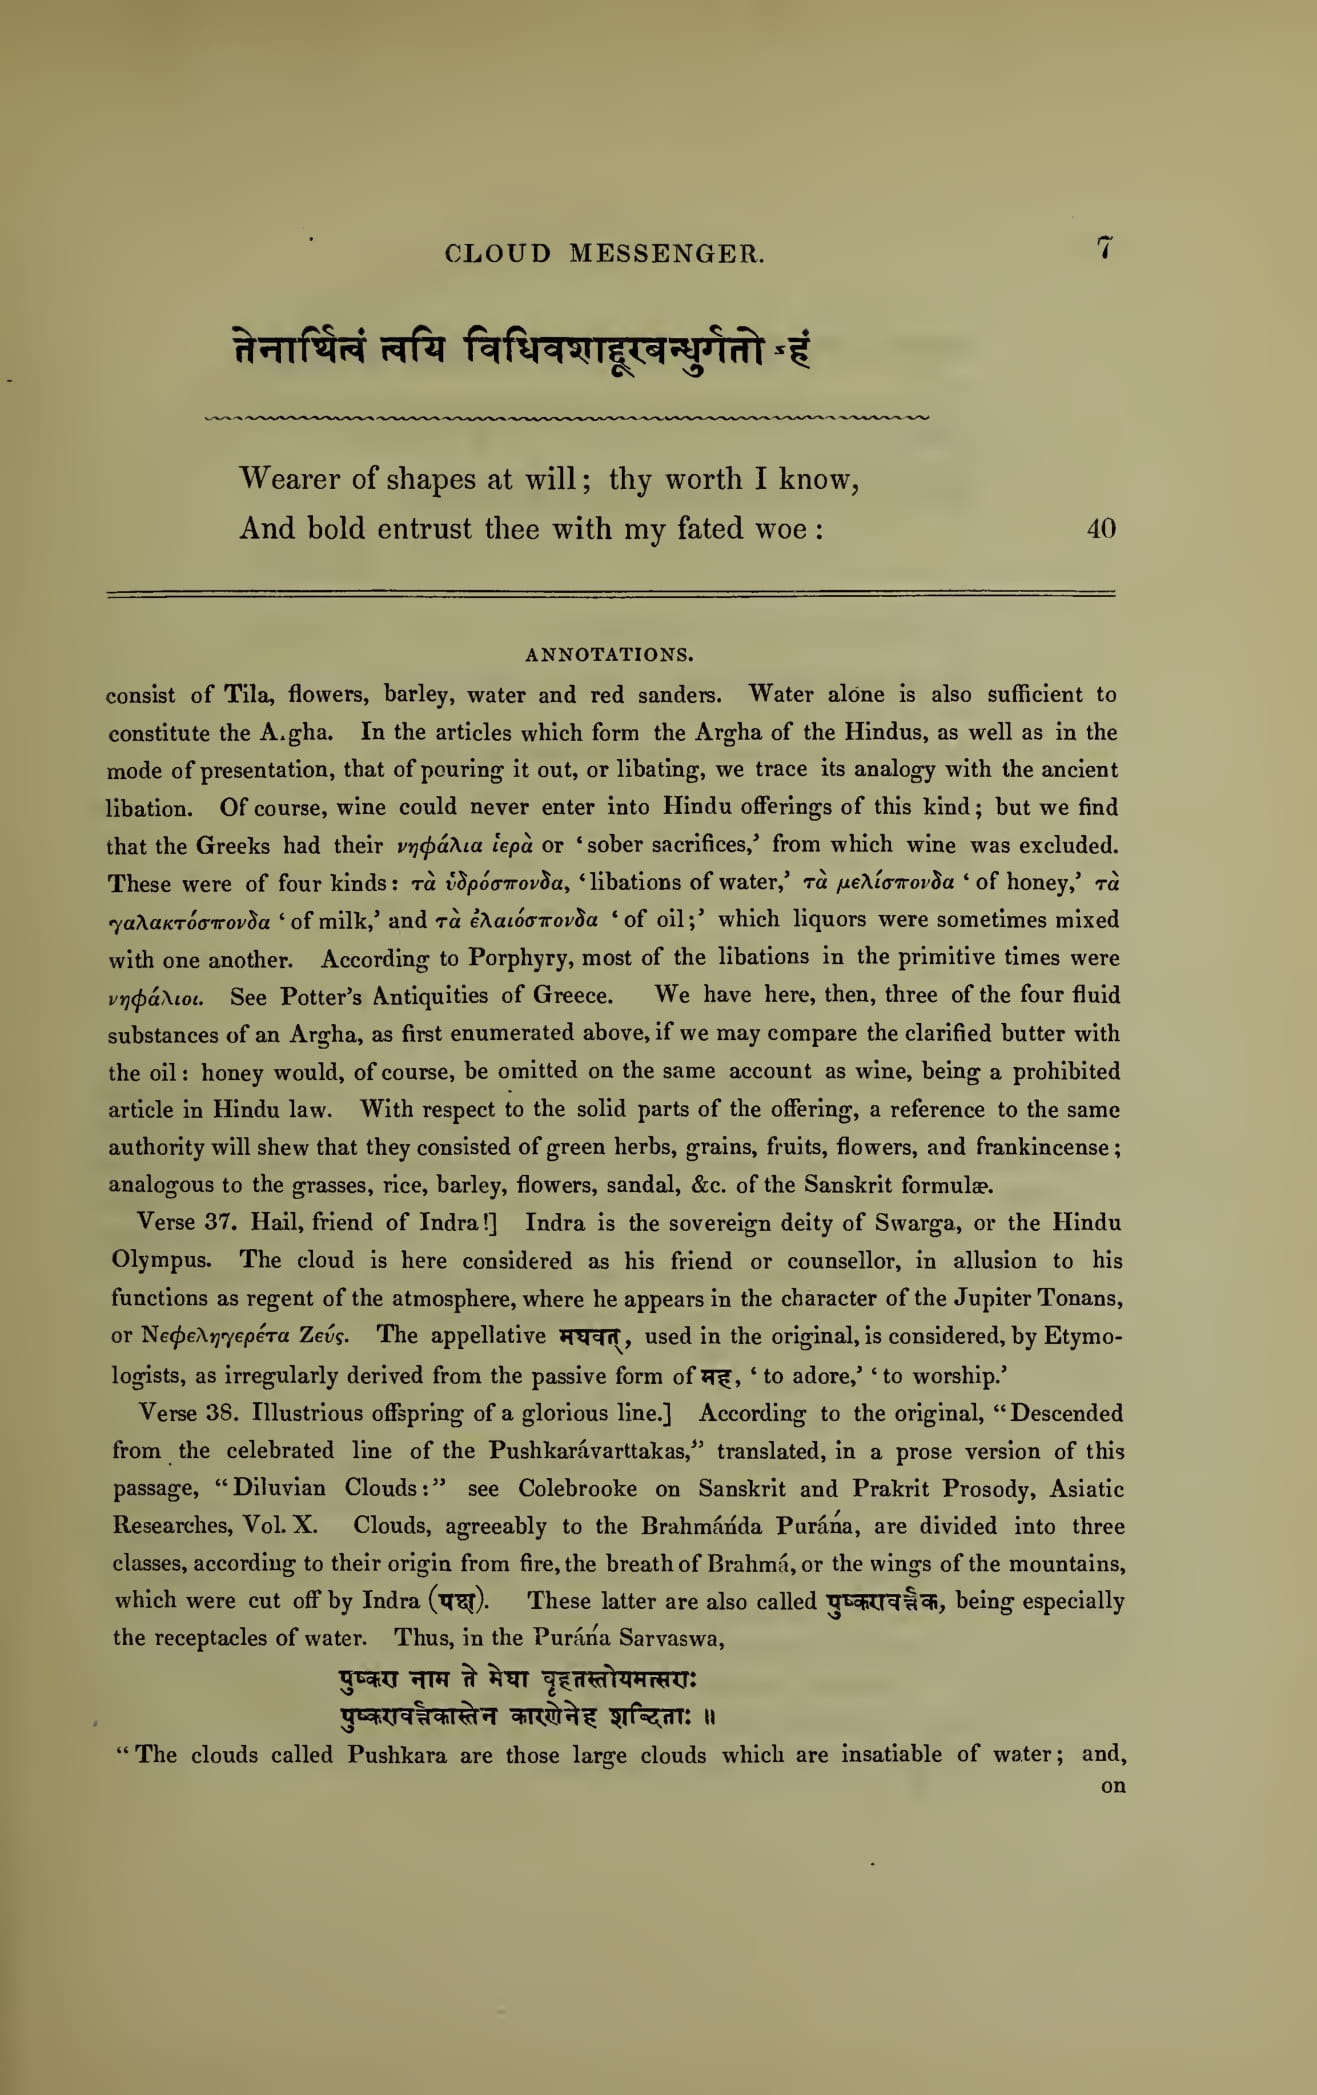 CLOUD MESSENGER. 7
तेनार्थित्वं त्वयि विधिवशाद्दूरबन्धुर्गतो ऽहं
Wearer of shapes at will; thy worth I know,
And bold entrust thee with my fated woe: 40
ANNOTATIONS.
consist of Tila, flowers, barley, water and red sanders. Water alone is also sufficient to
constitute the A.gha. In the articles which form the Argha of the Hindus, as well as in the
mode of presentation, that of pouring it out, or libating, we trace its analogy with the ancient
libation. Of course, wine could never enter into Hindu offerings of this kind; but we find
that the Greeks had their νηφάλια ἱερὰ or ‘sober sacrifices,’ from which wine was excluded.
These were of four kinds: τὰ ὑδρόσπονδα, ‘libations of water,’ τὰ μελίσπονδα ‘of honey,’ τὰ
γαλακτόσπονδα ‘of milk,’ and τὰ ἐλαιόσπονδα ‘of oil;’ which liquors were sometimes mixed
with one another. According to Porphyry, most of the libations in the primitive times were
νηφάλιοι. See Potter’s Antiquities of Greece. We have here, then, three of the four fluid
substances of an Argha, as first enumerated above, if we may compare the clarified butter with
the oil: honey would, of course, be omitted on the same account as wine, being a prohibited
article in Hindu law. With respect to the solid parts of the offering, a reference to the same
authority will shew that they consisted of green herbs, grains, fruits, flowers, and frankincense;
analogous to the grasses, rice, barley, flowers, sandal, &c. of the Sanskrit formulæ.
Verse 37. Hail, friend of Indra!] Indra is the sovereign deity of Swarga, or the Hindu
Olympus. The cloud is here considered as his friend or counsellor, in allusion to his
functions as regent of the atmosphere, where he appears in the character of the Jupiter Tonans,
or Νεφεληγερέτα Ζεύς. The appellative मघवत्, used in the original, is considered, by Etymo-
logists, as irregularly derived from the passive form of मह, ‘to adore,’ ‘to worship.’
Verse 38. Illustrious offspring of a glorious line.] According to the original, “Descended
from the celebrated line of the Pushkarávarttakas,” translated, in a prose version of this
passage, “Diluvian Clouds:” see Colebrooke on Sanskrit and Prakrit Prosody, Asiatic
Researches, Vol. X. Clouds, agreeably to the Brahmáńda Puráńa, are divided into three
classes, according to their origin from fire, the breath of Brahmá, or the wings of the mountains,
which were cut off by Indra (पक्ष). These latter are also called पुष्करावर्त्तक, being especially
the receptacles of water. Thus, in the Puráńa Sarvaswa,
पुष्करा नाम ते मेघा वृहतस्तोयमत्सराः
पुष्करावर्त्तकास्तेन कारणेनेह शब्दिताः ॥
“The clouds called Pushkara are those large clouds which are insatiable of water; and,
on